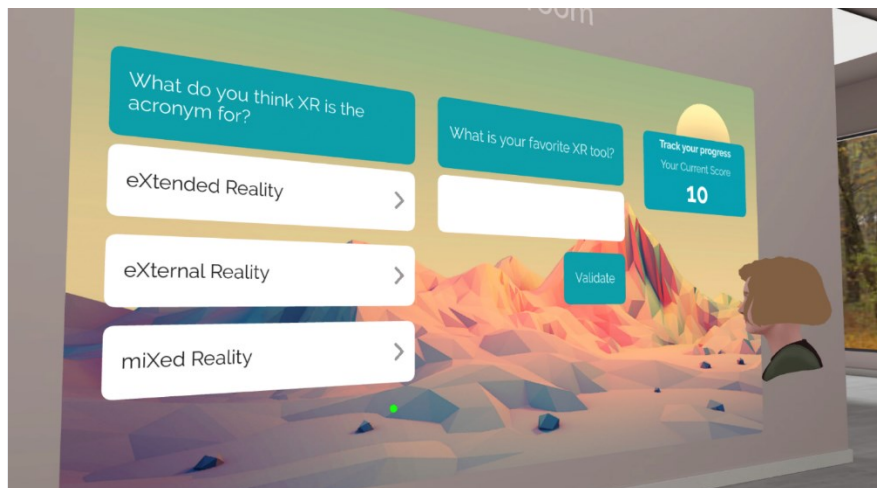 What do you think XR is the
acronym for?
eXtended Reality
eXternal Reality
miXed Reality
What is your favorite XR tool?
Validate
Track your progress
Your Current Score
10